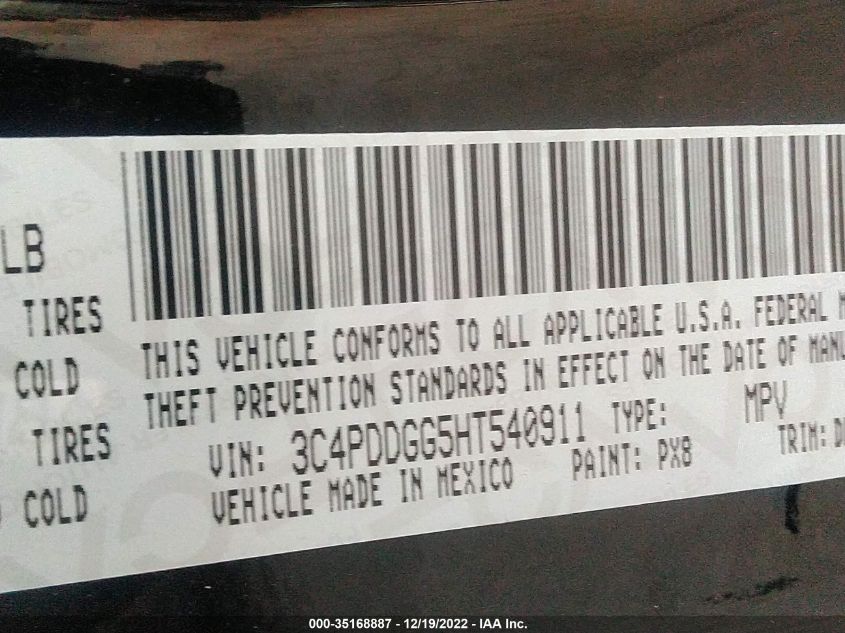 LB
TIRES
COLD
TIRES
COLD
THIS VEHICLE CONFORMS TO ALL APPLICABLE U.S.A. FEDERAL
THEFT PREVENTION STANDARDS IN EFFECT ON THE DATE OF MANU
VIN: 3C4PDDGG5HT540911 TYPE: MPV
VEHICLE MADE IN MEXICO PAINT: PX8 TRIM:
000-35168887 - 12/19/2022 - IAA Inc.